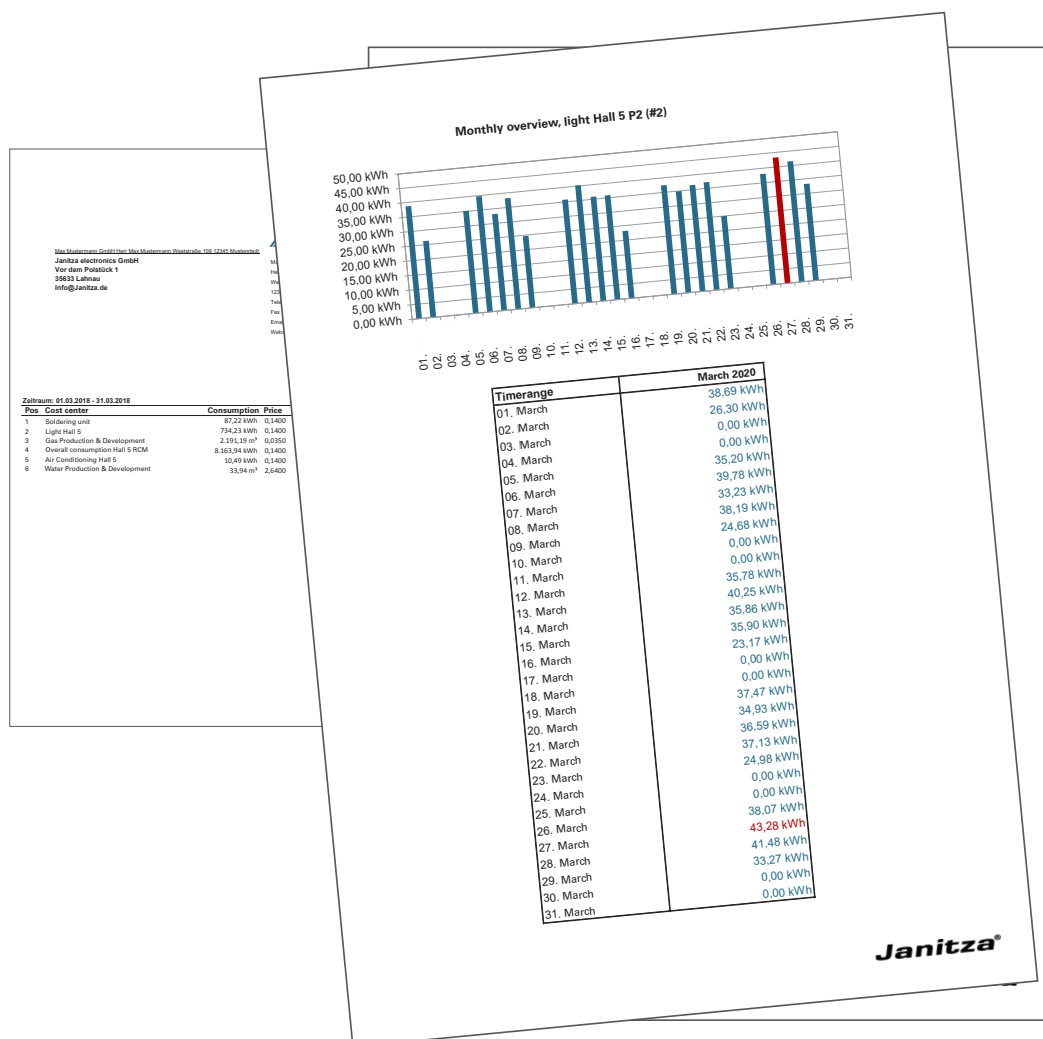 Max Mustermann GmbH Herr Max Mustermann Weststraße 109 12345 Musterstadt
Janitza electronics GmbH
Vor dem Polstück 1
35633 Lahnau
Info@Janitza.de
Fax
Zeitraum: 01.03.2018 - 31.03.2018
Pos Cost center Consumption Price
1 Soldering unit 87,22 kWh 0,1400
2 Light Hall 5 734,23 kWh 0,1400
3 Gas Production & Development 2.191,19 m³ 0,0350
4 Overall consumption Hall 5 RCM 8.163,94 kWh 0,1400
5 Air Conditioning Hall 5 10,49 kWh 0,1400
6 Water Production & Development 33,94 m³ 2,6400
Monthly overview, light Hall 5 P2 (#2)
50,00 kWh
45,00 kWh
40,00 kWh
35,00 kWh
30,00 kWh
25,00 kWh
20,00 kWh
15,00 kWh
10,00 kWh
5,00 kWh
0,00 kWh
01. 02. 03. 04. 05. 06. 07. 08. 09. 10. 11. 12. 13. 14. 15. 16. 17. 18. 19. 20. 21. 22. 23. 24. 25. 26. 27. 28. 29. 30. 31.
Timerange March 2020
01. March 38,69 kWh
02. March 26,30 kWh
03. March 0,00 kWh
04. March 0,00 kWh
05. March 35,20 kWh
06. March 39,78 kWh
07. March 33,23 kWh
08. March 38,19 kWh
09. March 24,68 kWh
10. March 0,00 kWh
11. March 0,00 kWh
12. March 35,78 kWh
13. March 40,25 kWh
14. March 35,86 kWh
15. March 35,90 kWh
16. March 23,17 kWh
17. March 0,00 kWh
18. March 0,00 kWh
19. March 37,47 kWh
20. March 34,93 kWh
21. March 36,59 kWh
22. March 37,13 kWh
23. March 24,98 kWh
24. March 0,00 kWh
25. March 0,00 kWh
26. March 38,07 kWh
27. March 43,28 kWh
28. March 41,48 kWh
29. March 33,27 kWh
30. March 0,00 kWh
31. March 0,00 kWh
Janitza®